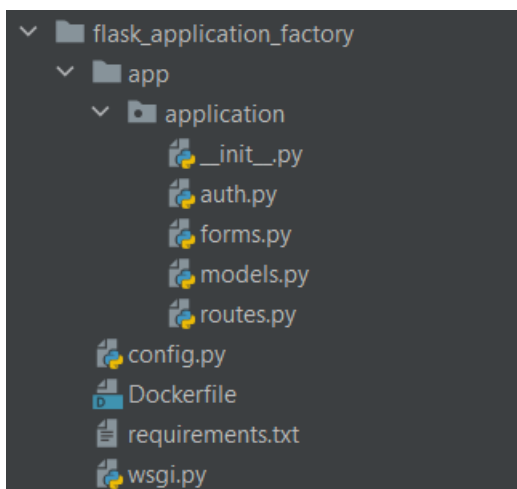 flask_application_factory
app
application
__init__.py
auth.py
forms.py
models.py
routes.py
config.py
Dockerfile
requirements.txt
wsgi.py